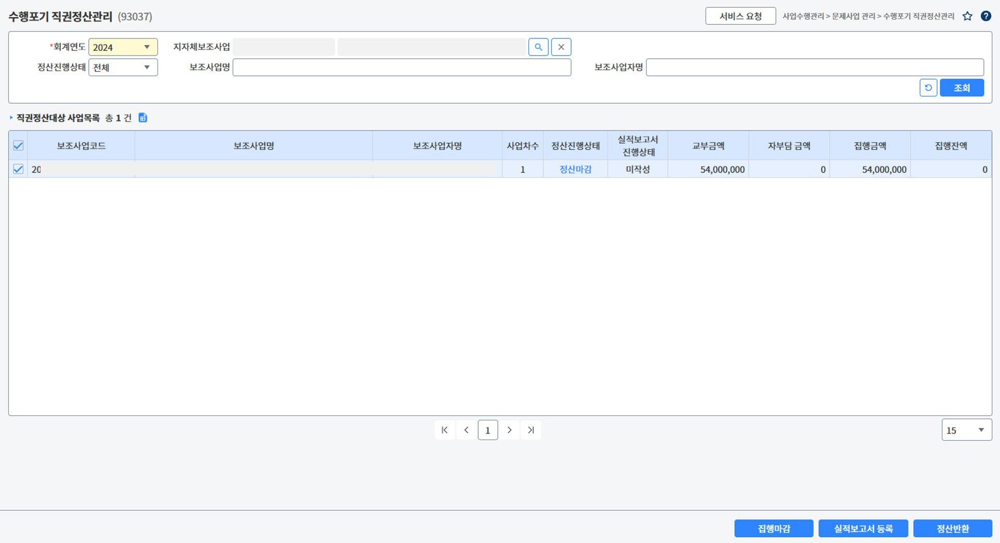 수행포기 직권정산관리 (93037)
서비스 요청
사업수행관리 > 문제사업 관리 > 수행포기 직권정산관리
*회계연도 2024 지자체보조사업
정산진행상태 전체 보조사업명 보조사업자명
조회
직권정산대상 사업목록 총 1 건
보조사업코드 보조사업명 보조사업자명 사업차수 정산진행상태 실적보고서 진행상태 교부금액 자부담 금액 집행금액 집행잔액
20 1 정산마감 미작성 54,000,000 0 54,000,000 0
1
15
집행마감 실적보고서 등록 정산반환